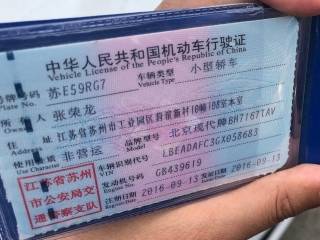 中华人民共和国机动车行驶证
Vehicle License of the People's Republic of China
号牌号码 苏E59RG7 车辆类型 小型轿车
Vehicle Type
所有人 张荣龙
Owner
住 址 江苏省苏州市工业园区
Address
使用性质 非营运 品牌型号 北京现代牌BH7167TAV
Use Character Model
车辆识别代号 LBEADAFC3GX058683
VIN
江苏省苏州 发动机号码 GB439619
Engine No.
市公安局交 注册日期 2016-09-13 发证日期 2016-09-13
通警察支队 Register Date Issue Date